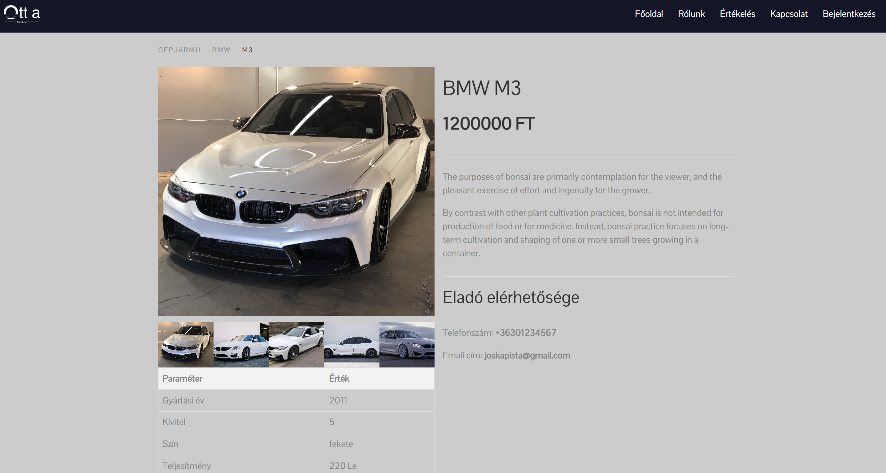 Ott a
Főoldal Rólunk Értékelés Kapcsolat Bejelentkezés
GÉPJÁRMŰ BMW M3
BMW M3
1200000 FT
The purposes of bonsai are primarily contemplation for the viewer, and the
pleasant exercise of effort and ingenuity for the grower.
By contrast with other plant cultivation practices, bonsai is not intended for
production of food or for medicine. Instead, bonsai practice focuses on long-
term cultivation and shaping of one or more small trees growing in a
container.
Eladó elérhetősége
Telefonszám: +36301234567
Email cím: joskapista@gmail.com
Paraméter Érték
Gyártási év 2011
Kivitel 5
Szín fekete
Teljesítmény 220 Le